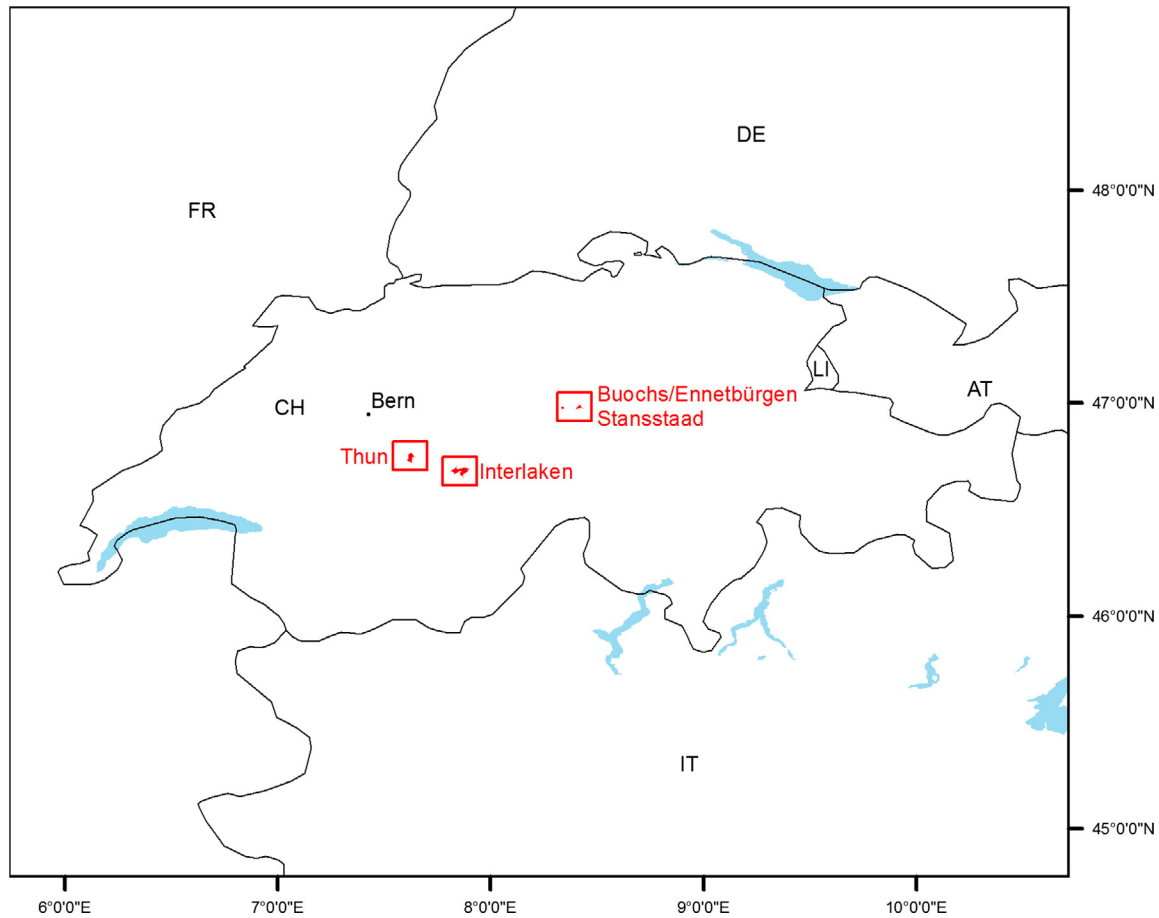 DE
48°0'0"N
FR
LI
Buochs/Ennetbürgen
Stansstaad
AT
CH
Bern
47°0'0"N
Thun
Interlaken
46°0'0"N
IT
45°0'0"N
6°0'0"E
7°0'0"E
8°0'0"E
9°0'0"E
10°0'0"E